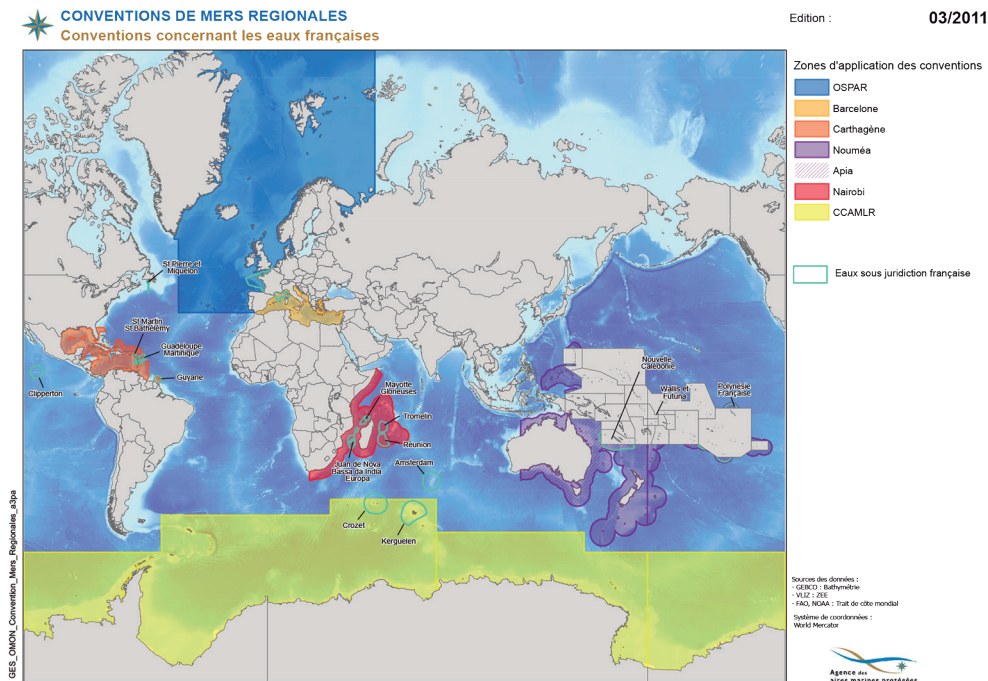 CONVENTIONS DE MERS REGIONALES
Conventions concernant les eaux françaises
Edition :
03/2011
Zones d'application des conventions
OSPAR
Barcelone
Carthagène
Nouméa
Apia
Nairobi
CCAMLR
Eaux sous juridiction française
St Pierre et
Miquelon
St Martin
St Bathélémy
Guadeloupe
Martinique
Guyane
Clipperton
Mayotte
Glorieuses
Tromelin
Réunion
Juan de Nova
Bassa da India
Europa
Amsterdam
Crozet
Kerguelen
Nouvelle
Calédonie
Wallis et
Futuna
Polynésie
Française
Sources des données :
- GEBCO : Bathymétrie
- VLIZ : ZEE
- FAO, NOAA : Trait de côte mondial
Système de coordonnées :
World Mercator
GES_OMON_Convention_Mers_Regionales_a3pa
Agence des
aires marines protégées